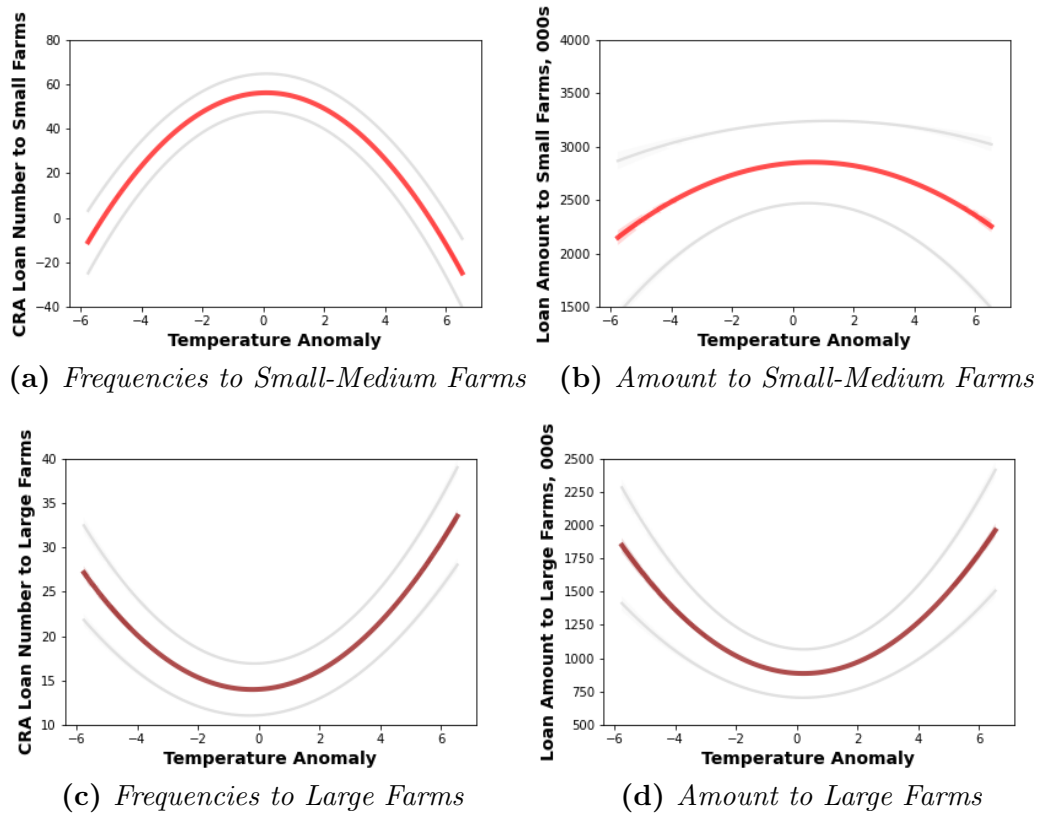 CRA Loan Number to Small Farms
80
60
40
20
0
−20
−40
−6 −4 −2 0 2 4 6
Temperature Anomaly
(a) Frequencies to Small-Medium Farms
Loan Amount to Small Farms, 000s
4000
3500
3000
2500
2000
1500
−6 −4 −2 0 2 4 6
Temperature Anomaly
(b) Amount to Small-Medium Farms
CRA Loan Number to Large Farms
40
35
30
25
20
15
10
−6 −4 −2 0 2 4 6
Temperature Anomaly
(c) Frequencies to Large Farms
Loan Amount to Large Farms, 000s
2500
2250
2000
1750
1500
1250
1000
750
500
−6 −4 −2 0 2 4 6
Temperature Anomaly
(d) Amount to Large Farms